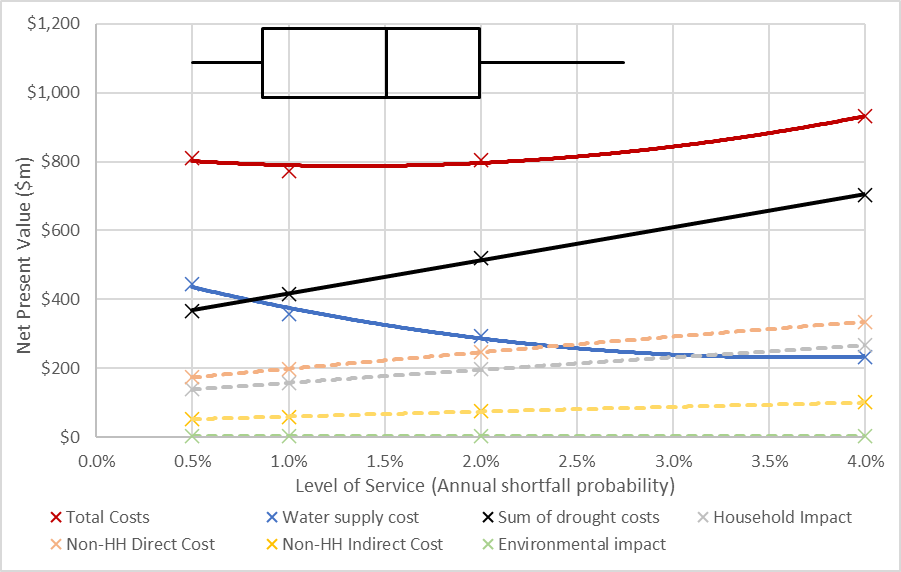 $1,200
$1,000
$800
$600
$400
$200
$0
Net Present Value ($m)
0.0% 0.5% 1.0% 1.5% 2.0% 2.5% 3.0% 3.5% 4.0%
Level of Service (Annual shortfall probability)
Total Costs Water supply cost Sum of drought costs Household Impact
Non-HH Direct Cost Non-HH Indirect Cost Environmental impact